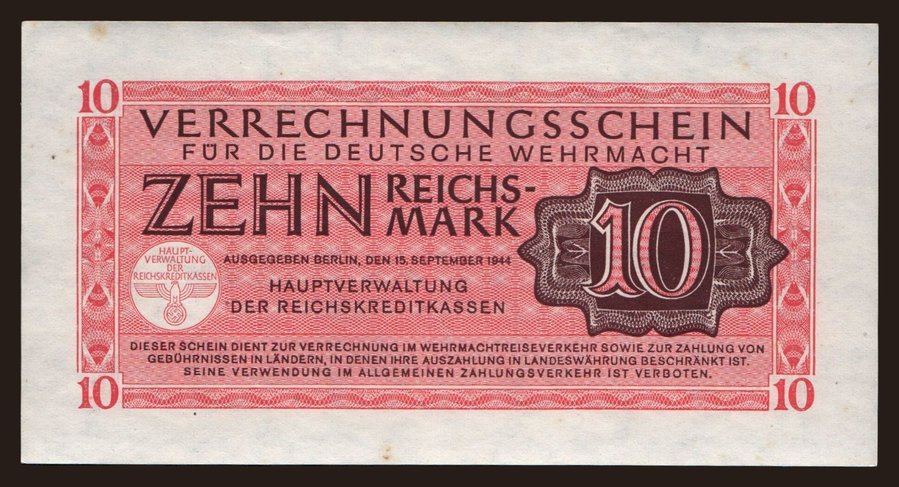 10 10
VERRECHNUNGSSCHEIN
FÜR DIE DEUTSCHE WEHRMACHT
ZEHN REICHS-
MARK
10
HAUPT-
VERWALTUNG
DER
REICHSKREDITKASSEN
AUSGEGEBEN BERLIN, DEN 15. SEPTEMBER 1944
HAUPTVERWALTUNG
DER REICHSKREDITKASSEN
DIESER SCHEIN DIENT ZUR VERRECHNUNG IM WEHRMACHTREISEVERKEHR SOWIE ZUR ZAHLUNG VON
GEBÜHRNISSEN IN LÄNDERN, IN DENEN IHRE AUSZAHLUNG IN LANDESWÄHRUNG BESCHRÄNKT IST.
SEINE VERWENDUNG IM ALLGEMEINEN ZAHLUNGSVERKEHR IST VERBOTEN.
10 10